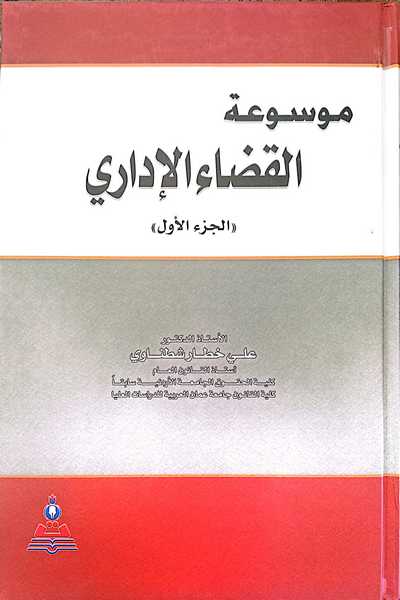 موسوعة
القضاء الإداري
«الجزء الأول»
الأستاذ الدكتور
علي خطار شطناوي
أستاذ القانون العام
كلية الحقوق الجامعة الأردنية سابقاً
كلية القانون جامعة عمان العربية للدراسات العليا